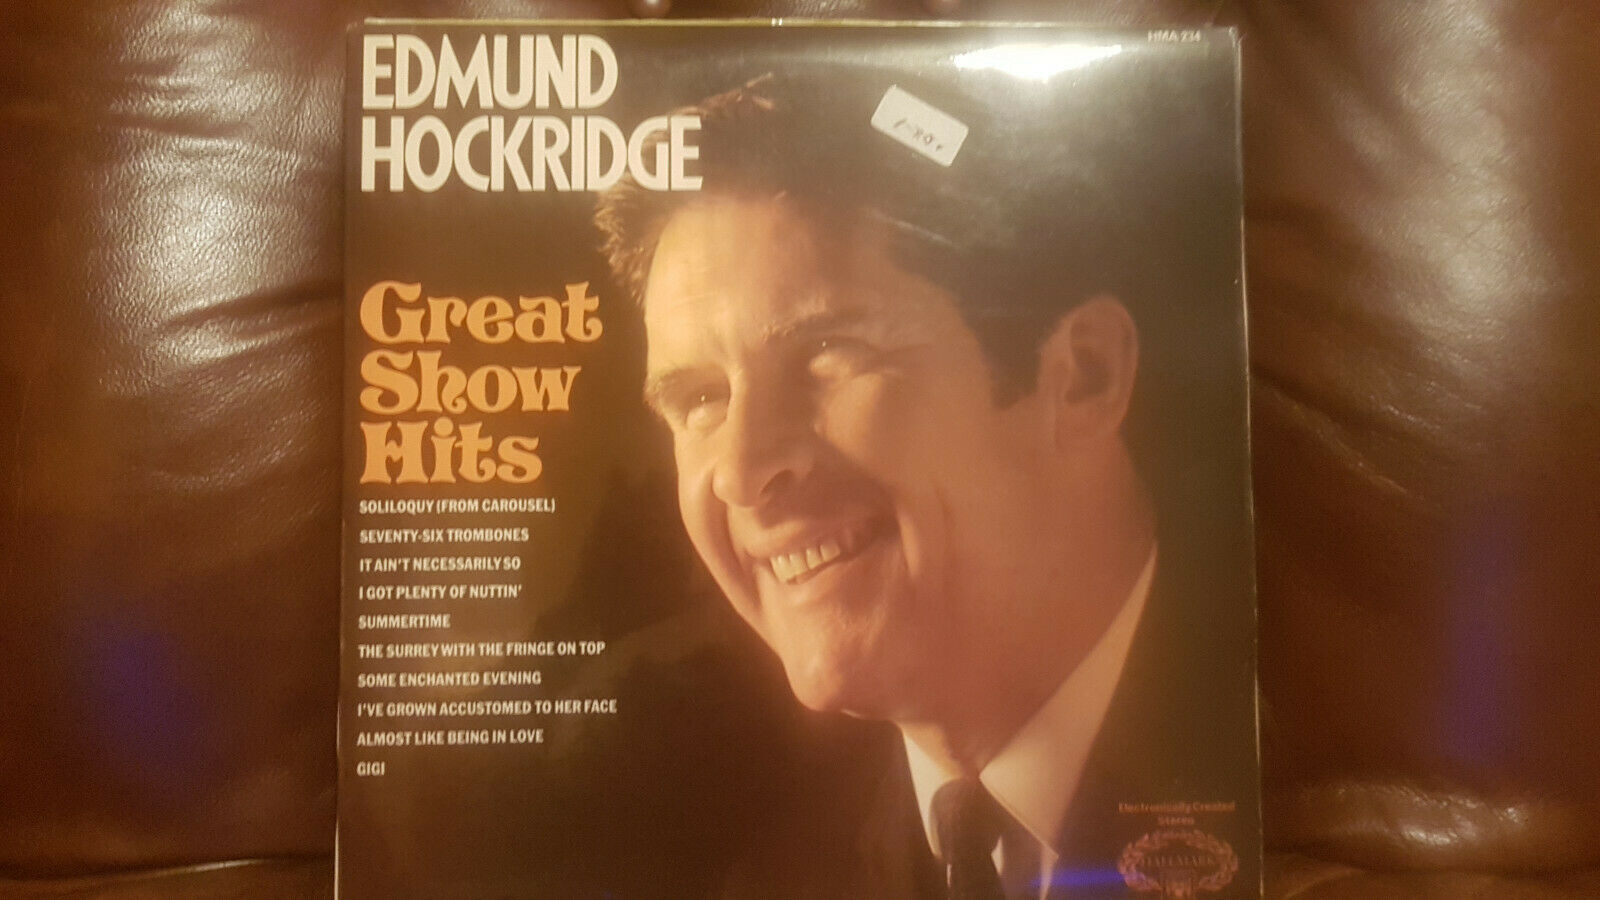 HMA 234
EDMUND
HOCKRIDGE
Great
Show
Hits
SOLILOQUY (FROM CAROUSEL)
SEVENTY-SIX TROMBONES
IT AIN'T NECESSARILY SO
I GOT PLENTY OF NUTTIN'
SUMMERTIME
THE SURREY WITH THE FRINGE ON TOP
SOME ENCHANTED EVENING
I'VE GROWN ACCUSTOMED TO HER FACE
ALMOST LIKE BEING IN LOVE
GIGI
Electronically Created
Stereo
HALLMARK